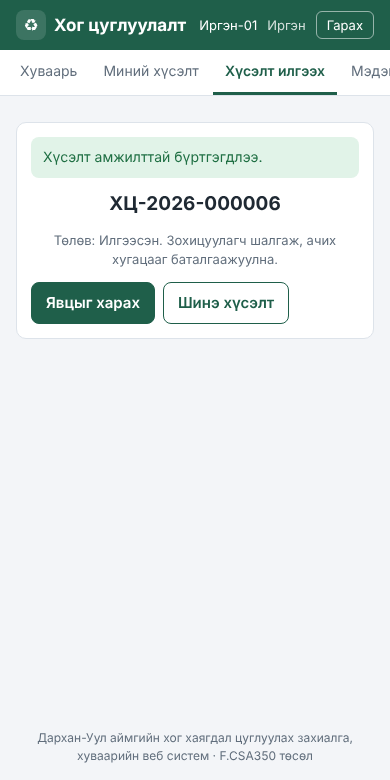 Хог цуглуулалт Иргэн-01 Иргэн Гарах
Хуваарь Миний хүсэлт Хүсэлт илгээх
Хүсэлт амжилттай бүртгэгдлээ.
ХЦ-2026-000006
Төлөв: Илгээсэн. Зохицуулагч шалгаж, ачих
хугацааг баталгаажуулна.
Явцыг харах Шинэ хүсэлт
Дархан-Уул аймгийн хог хаягдал цуглуулах захиалга,
хуваарийн веб систем · F.CSA350 төсөл